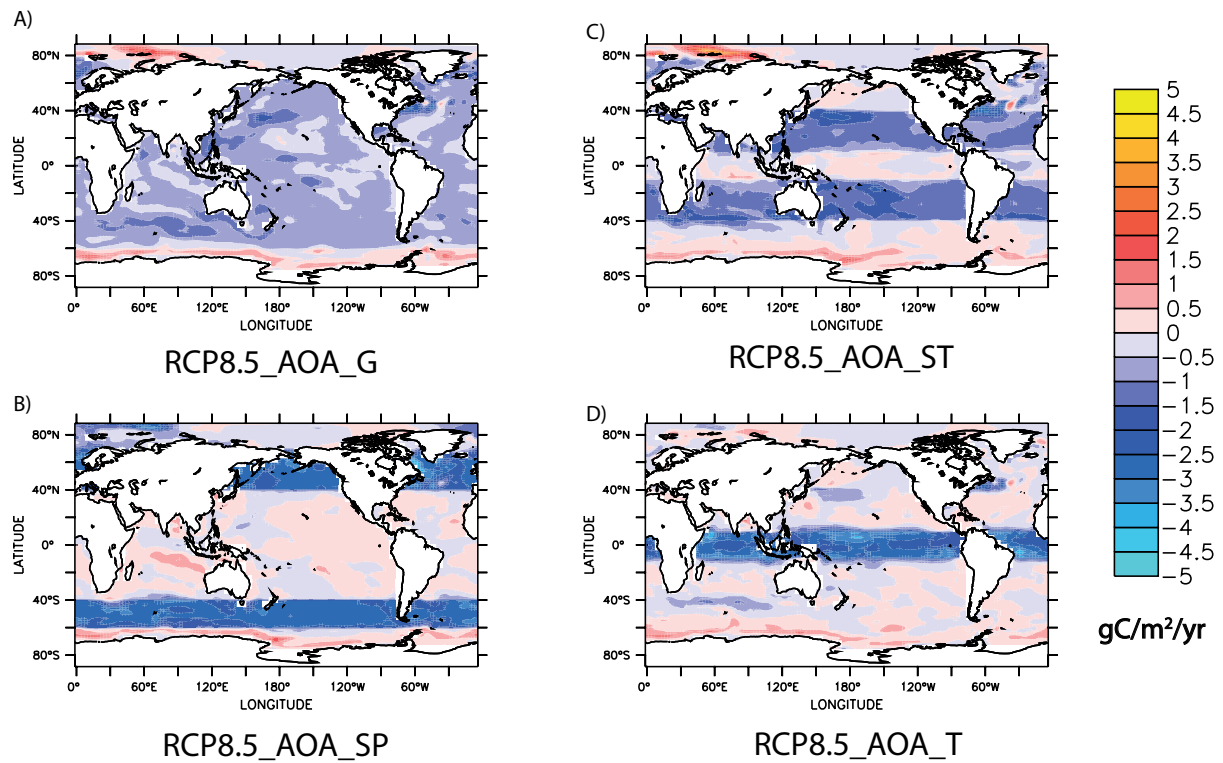 A)
80°N
40°N
0°
40°S
80°S
LATITUDE
0°
60°E
120°E
180°
120°W
60°W
LONGITUDE
RCP8.5_AOA_G
C)
80°N
40°N
0°
40°S
80°S
LATITUDE
0°
60°E
120°E
180°
120°W
60°W
LONGITUDE
RCP8.5_AOA_ST
B)
80°N
40°N
0°
40°S
80°S
LATITUDE
0°
60°E
120°E
180°
120°W
60°W
LONGITUDE
RCP8.5_AOA_SP
D)
80°N
40°N
0°
40°S
80°S
LATITUDE
0°
60°E
120°E
180°
120°W
60°W
LONGITUDE
RCP8.5_AOA_T
5
4.5
4
3.5
3
2.5
2
1.5
1
0.5
0
−0.5
−1
−1.5
−2
−2.5
−3
−3.5
−4
−4.5
−5
gC/m²/yr